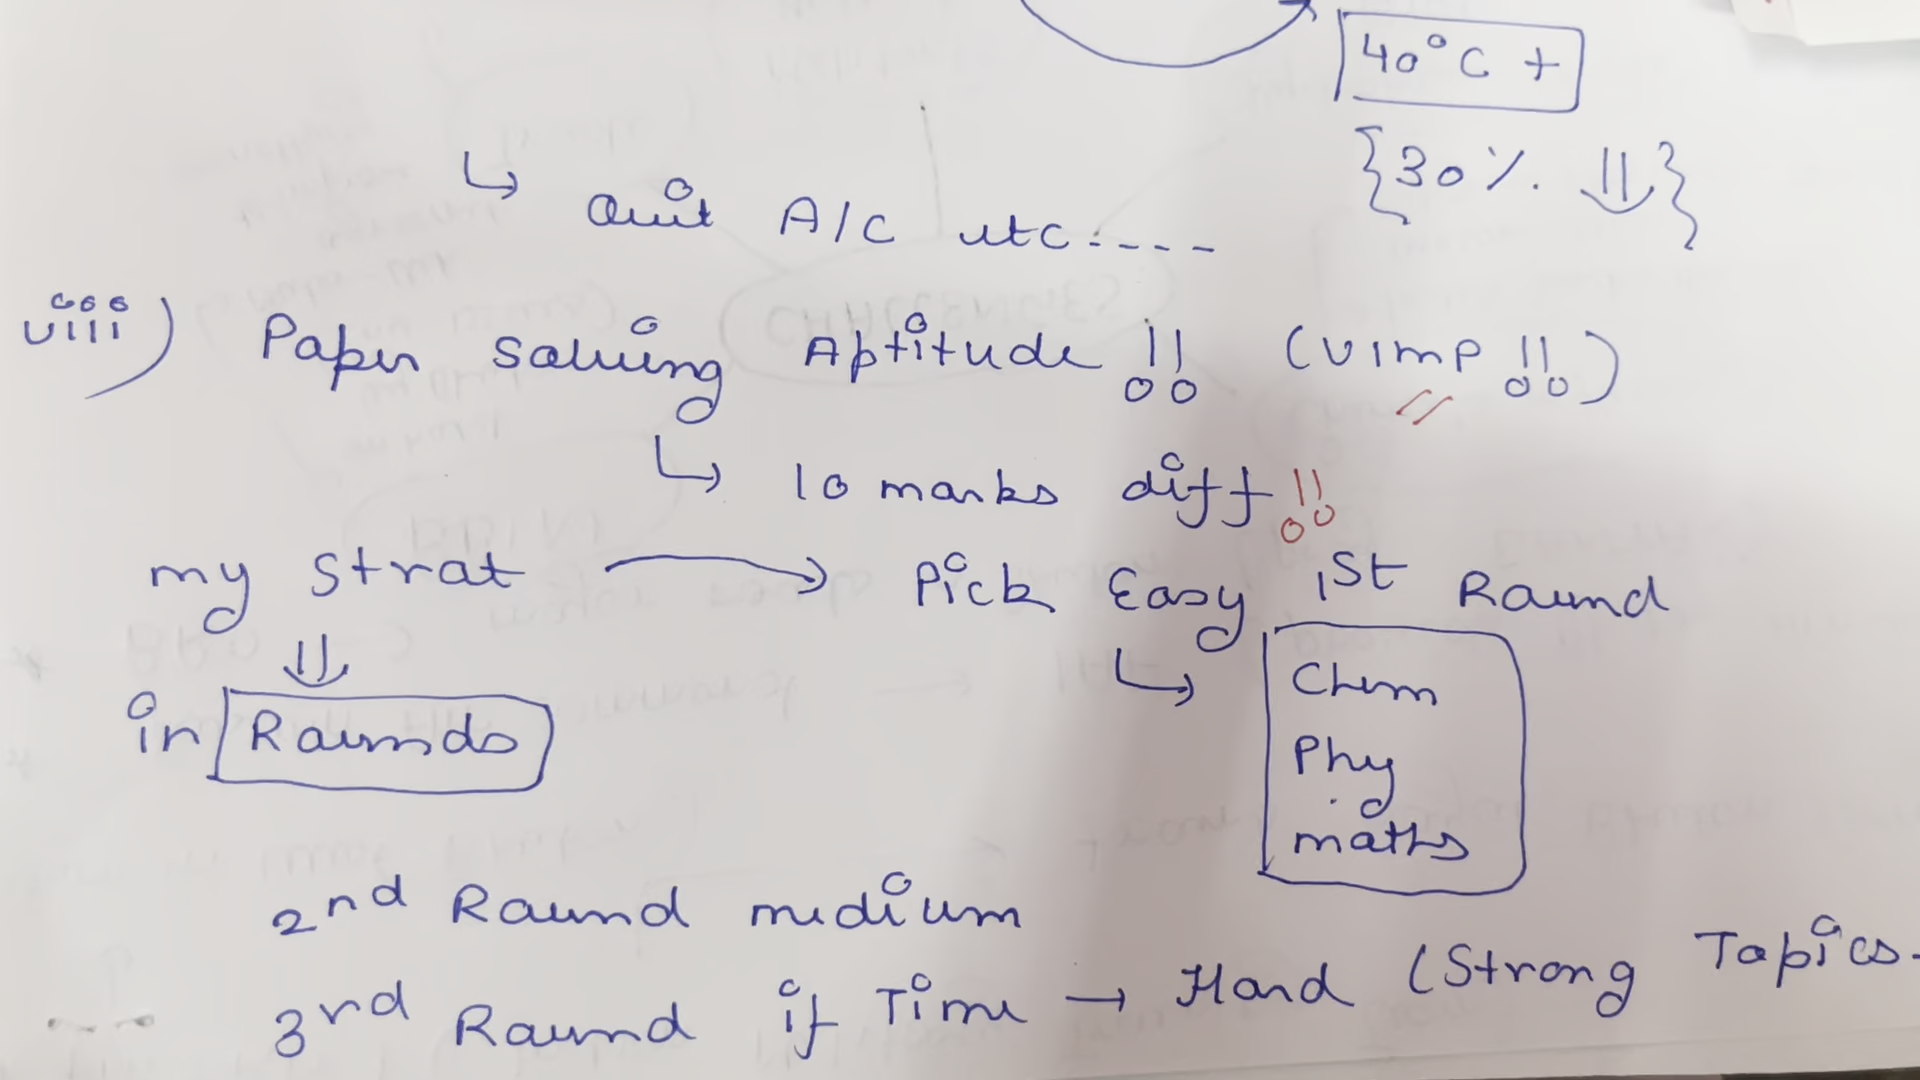 40°C +
{30% ⇓}
↳ Quit A/C etc.----
viii) Paper solving Aptitude !! (V Imp !!)
↳ 10 marks diff !!
my strat → Pick Easy 1st Round
⇓ ↳ Chem
in Rounds Phy
maths
2nd Round medium
3rd Round if Time → Hard (Strong Topics.